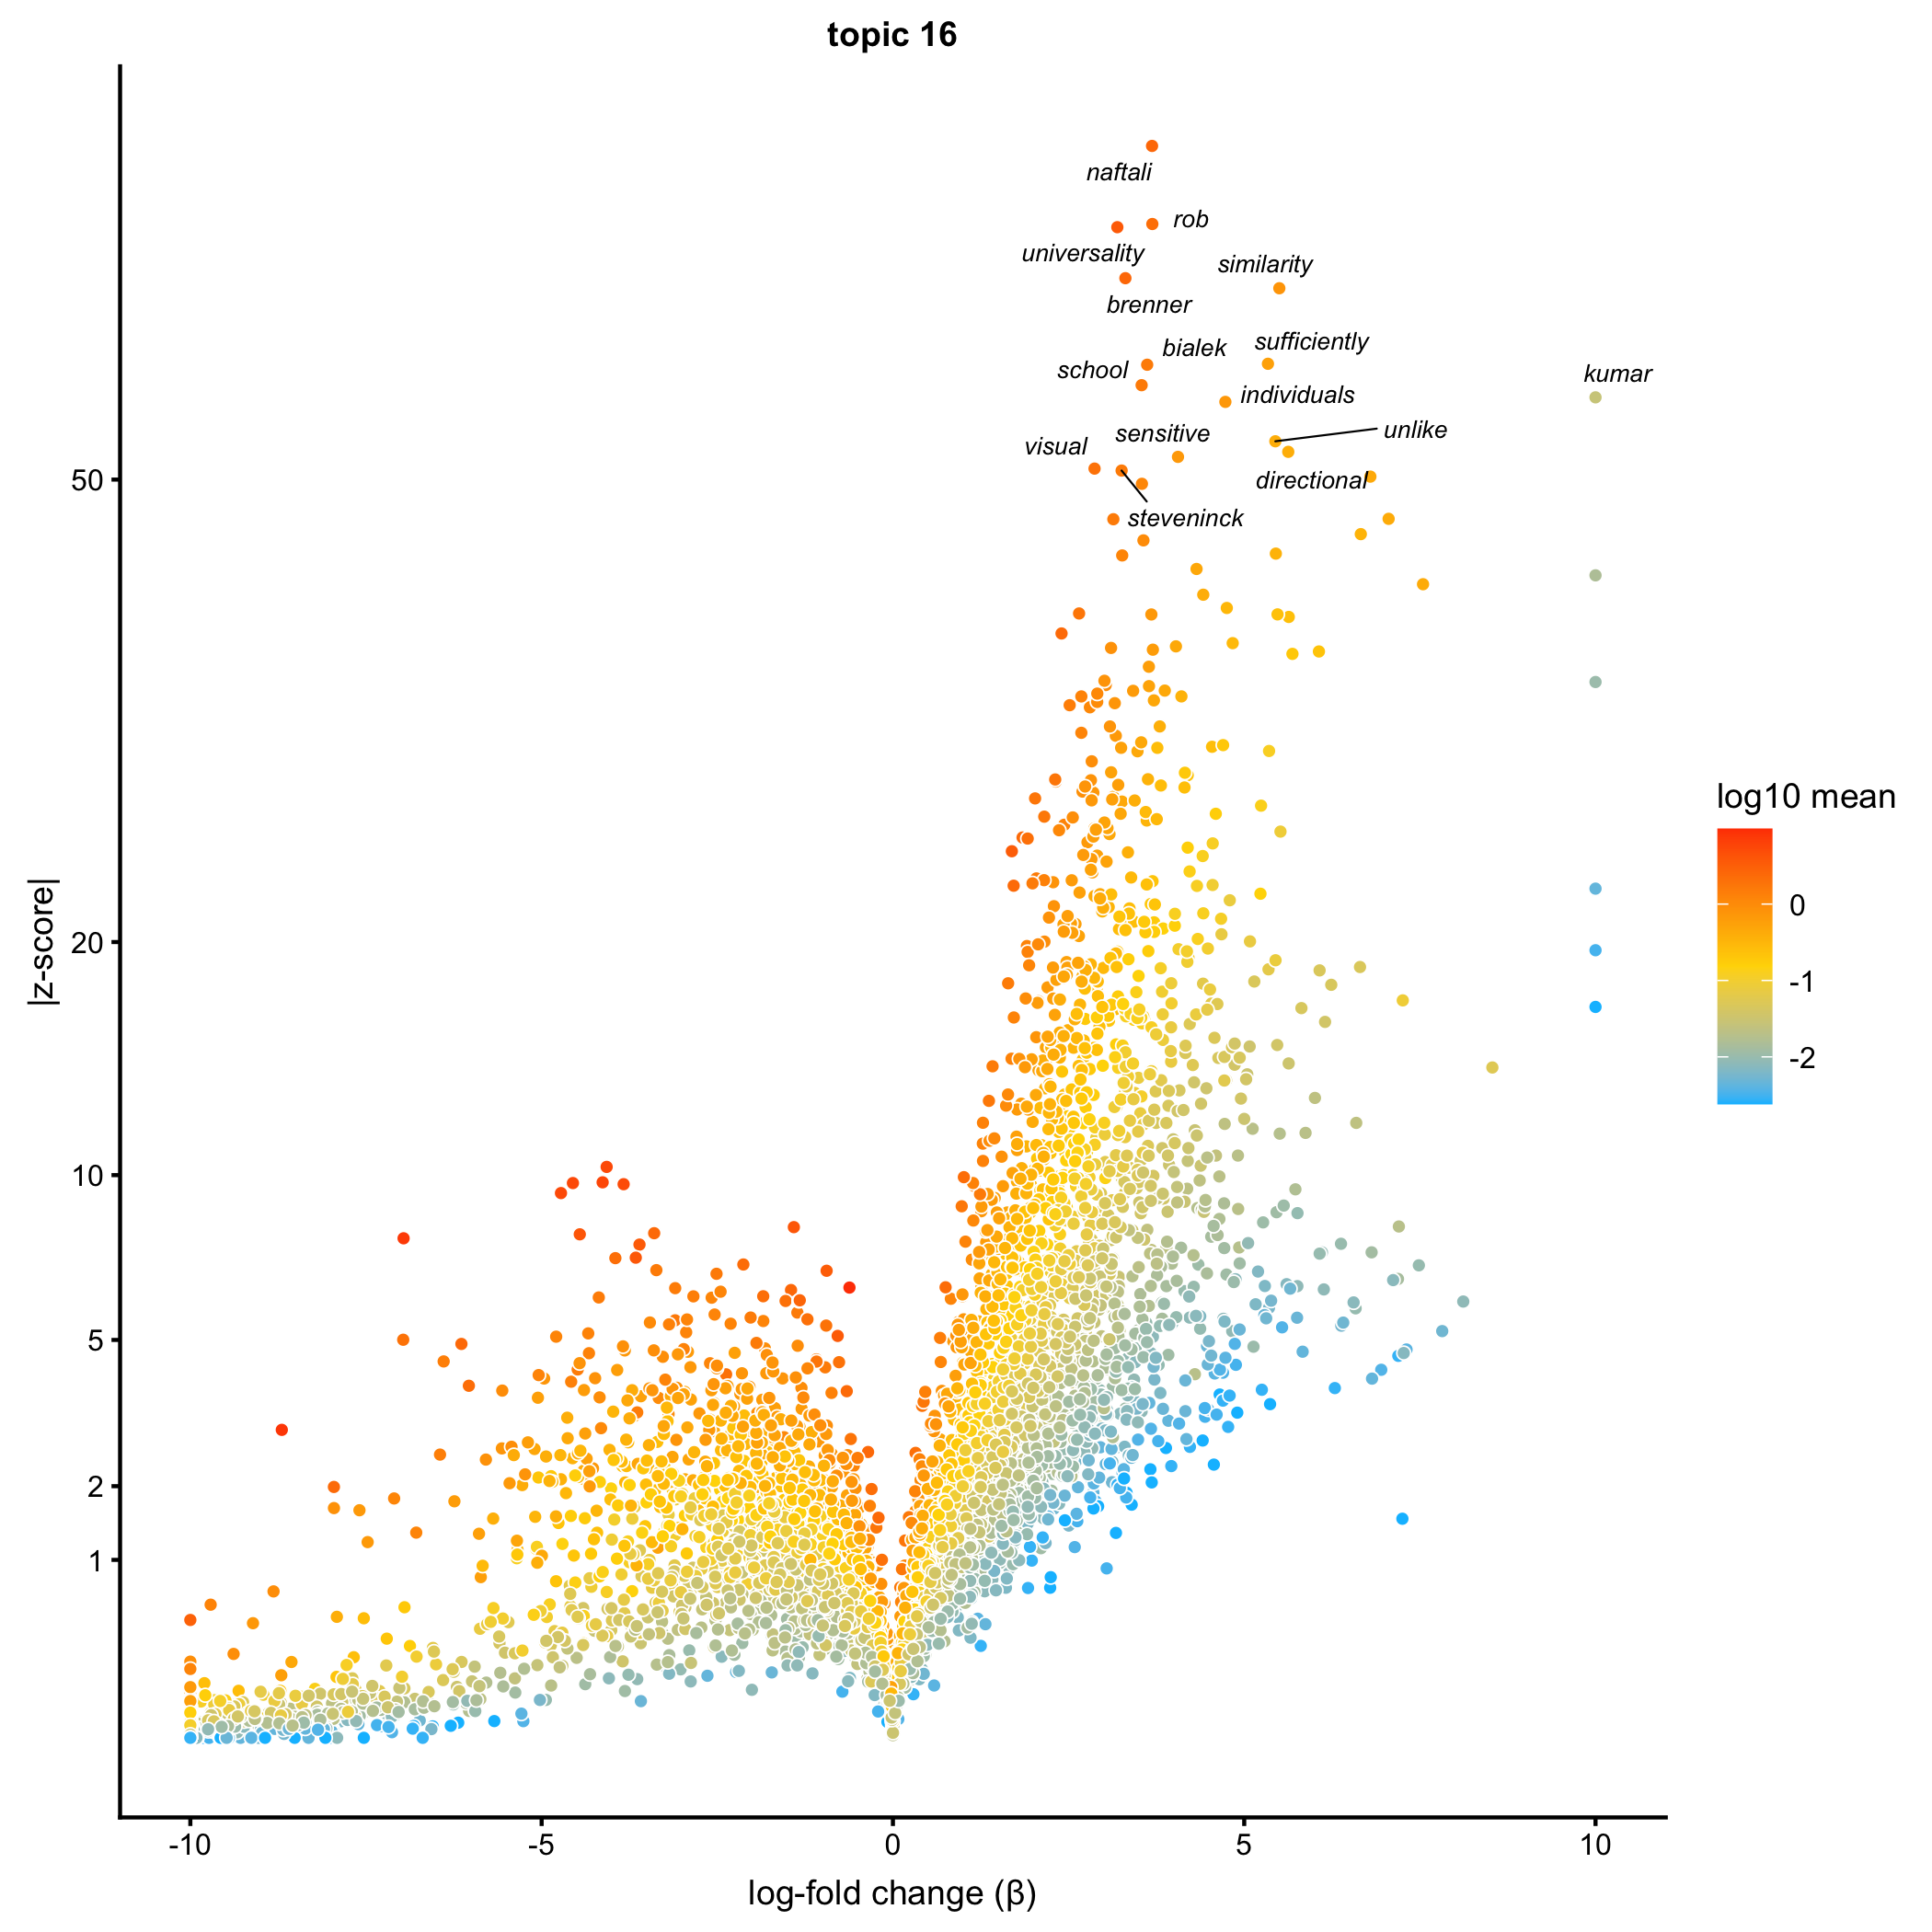 topic 16
naftali
rob
universality
similarity
brenner
bialek
sufficiently
school
kumar
individuals
unlike
sensitive
visual
directional
steveninck
50
20
10
5
2
1
|z-score|
-10
-5
0
5
10
log-fold change (β)
log10 mean
0
-1
-2